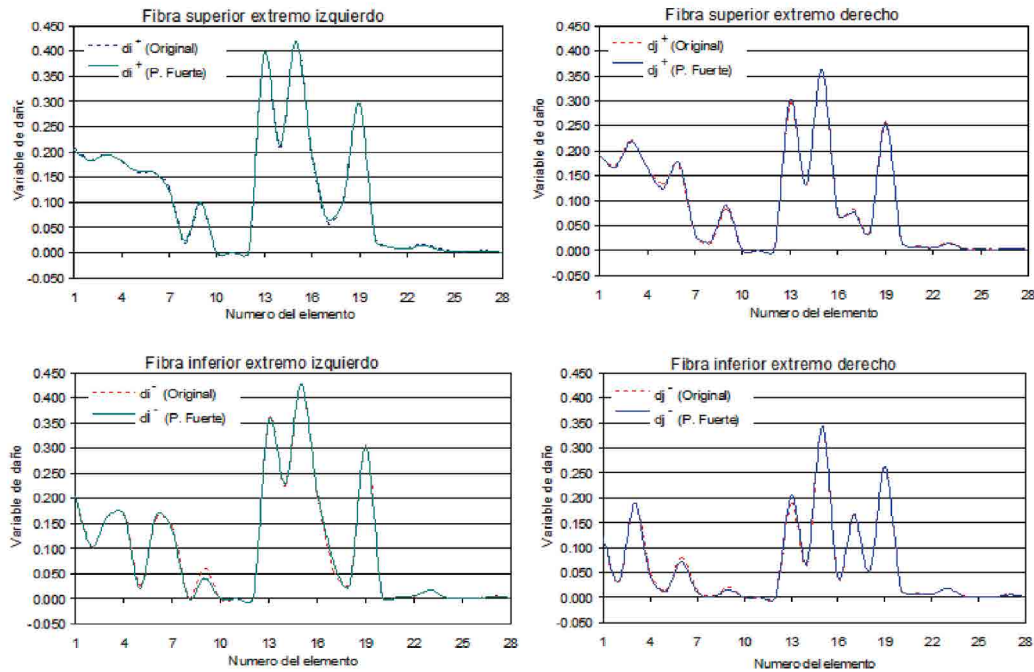 Fibra superior extremo izquierdo
0.450
0.400
0.350
0.300
0.250
0.200
0.150
0.100
0.050
0.000
-0.050
Variable de daño
di + (Original)
di + (P. Fuerte)
1 4 7 10 13 16 19 22 25 28
Numero del elemento
Fibra superior extremo derecho
0.450
0.400
0.350
0.300
0.250
0.200
0.150
0.100
0.050
0.000
-0.050
Variable de daño
dj + (Original)
dj + (P. Fuerte)
1 4 7 10 13 16 19 22 25 28
Numero del elemento
Fibra inferior extremo izquierdo
0.450
0.400
0.350
0.300
0.250
0.200
0.150
0.100
0.050
0.000
-0.050
Variable de daño
di - (Original)
di - (P. Fuerte)
1 4 7 10 13 16 19 22 25 28
Numero del elemento
Fibra inferior extremo derecho
0.450
0.400
0.350
0.300
0.250
0.200
0.150
0.100
0.050
0.000
-0.050
Variable de daño
dj - (Original)
dj - (P. Fuerte)
1 4 7 10 13 16 19 22 25 28
Numero del elemento